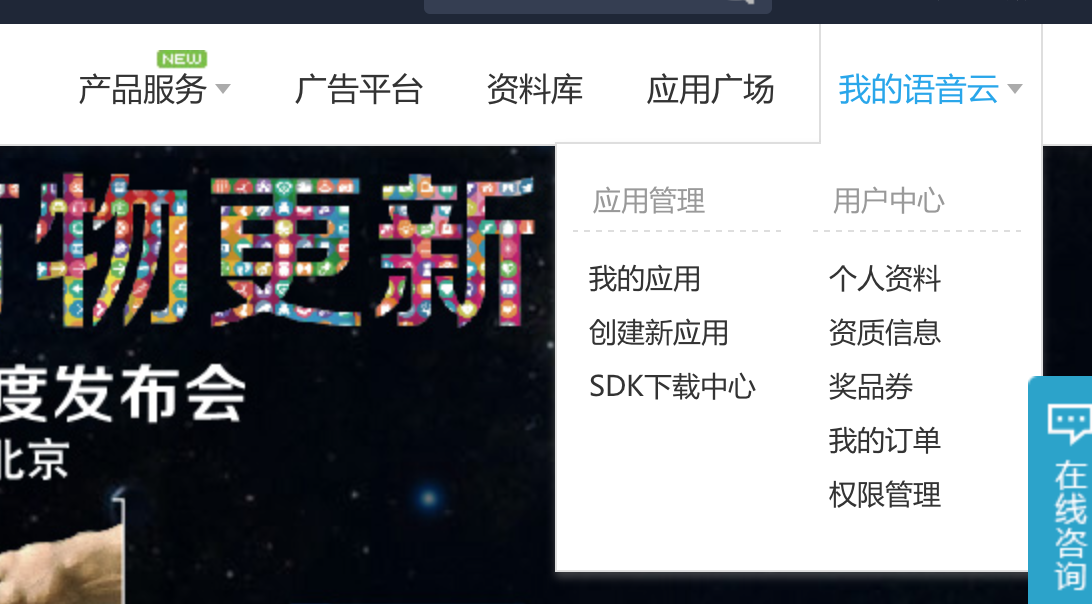 NEW
产品服务 广告平台 资料库 应用广场 我的语音云
物更新
度发布会
北京
应用管理
我的应用
创建新应用
SDK下载中心
用户中心
个人资料
资质信息
奖品券
我的订单
权限管理
在线咨询